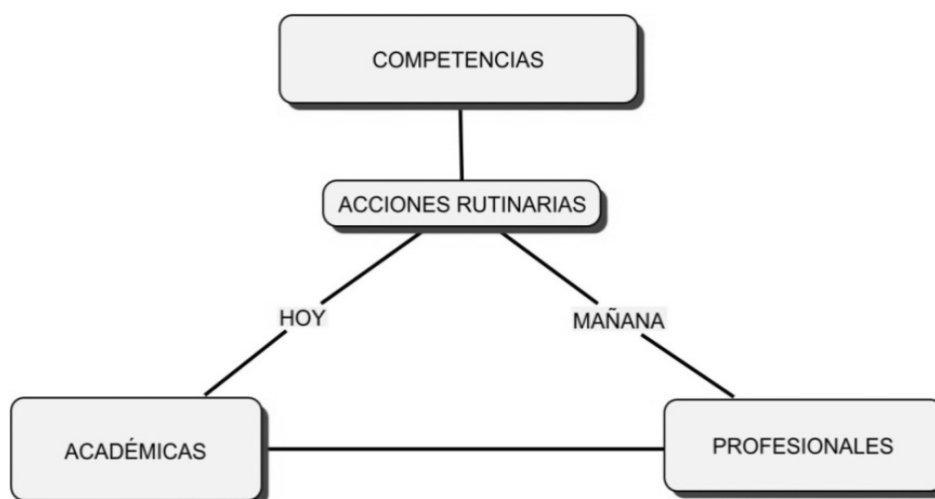 COMPETENCIAS
ACCIONES RUTINARIAS
HOY
MAÑANA
ACADÉMICAS
PROFESIONALES